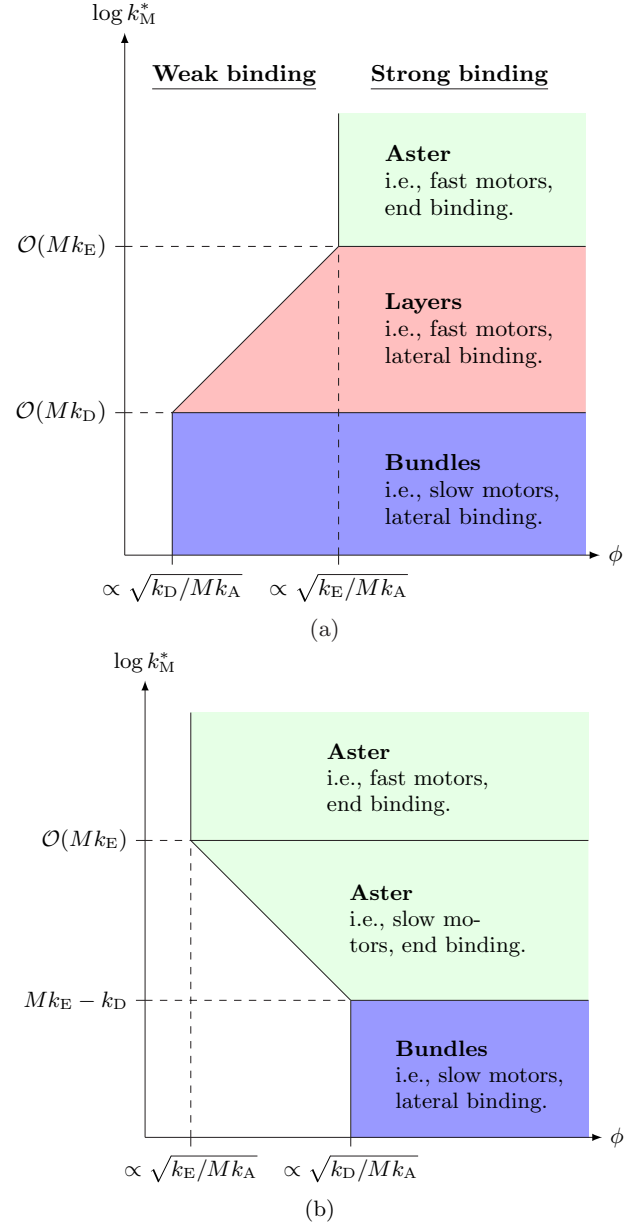 log k*_M
Weak binding Strong binding
Aster
i.e., fast motors,
end binding.
O(Mk_E)
Layers
i.e., fast motors,
lateral binding.
O(Mk_D)
Bundles
i.e., slow motors,
lateral binding.
ϕ
∝ √k_D/Mk_A ∝ √k_E/Mk_A
(a)
log k*_M
Aster
i.e., fast motors,
end binding.
O(Mk_E)
Aster
i.e., slow mo-
tors, end binding.
Mk_E − k_D
Bundles
i.e., slow motors,
lateral binding.
ϕ
∝ √k_E/Mk_A ∝ √k_D/Mk_A
(b)